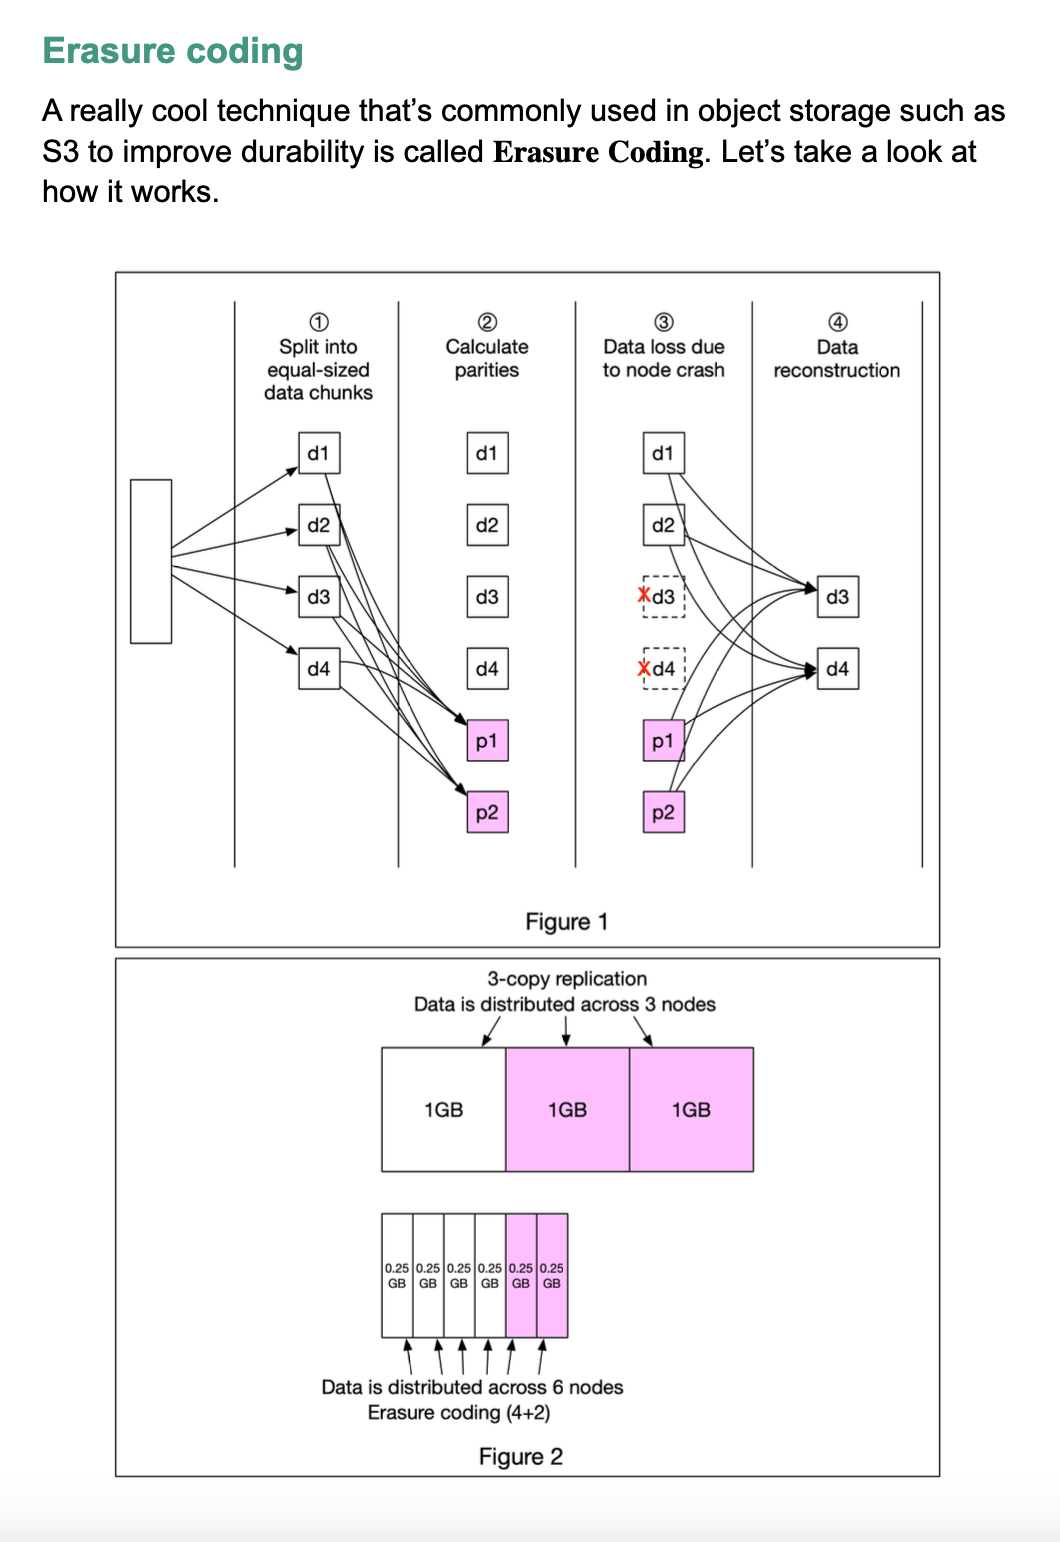 Erasure coding
A really cool technique that’s commonly used in object storage such as
S3 to improve durability is called Erasure Coding. Let’s take a look at
how it works.
①
Split into
equal-sized
data chunks
②
Calculate
parities
③
Data loss due
to node crash
④
Data
reconstruction
d1
d2
d3
d4
d1
d2
d3
d4
p1
p2
d1
d2
Xd3
Xd4
p1
p2
d3
d4
Figure 1
3-copy replication
Data is distributed across 3 nodes
1GB 1GB 1GB
0.25 0.25 0.25 0.25 0.25 0.25
GB GB GB GB GB GB
Data is distributed across 6 nodes
Erasure coding (4+2)
Figure 2